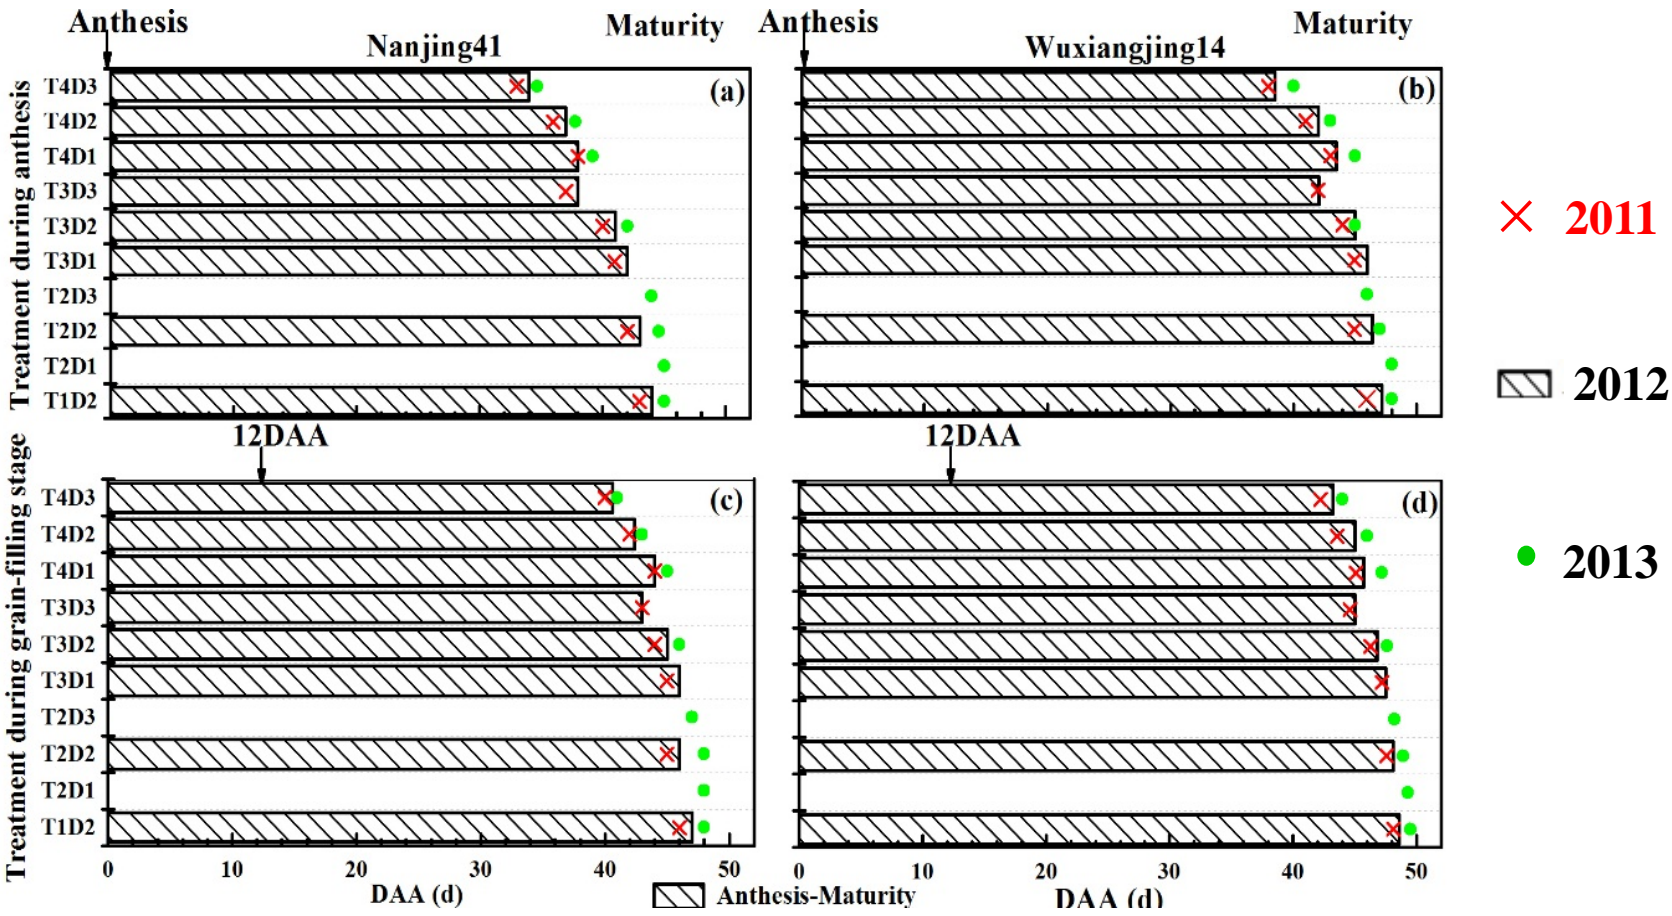 Anthesis
Maturity
Anthesis
Maturity
Nanjing41
Wuxiangjing14
Treatment during anthesis
T4D3
T4D2
T4D1
T3D3
T3D2
T3D1
T2D3
T2D2
T2D1
T1D2
(a)
(b)
2011
2012
2013
12DAA
12DAA
Treatment during grain-filling stage
T4D3
T4D2
T4D1
T3D3
T3D2
T3D1
T2D3
T2D2
T2D1
T1D2
(c)
(d)
0 10 20 30 40 50
0 10 20 30 40 50
DAA (d)
Anthesis-Maturity
DAA (d)